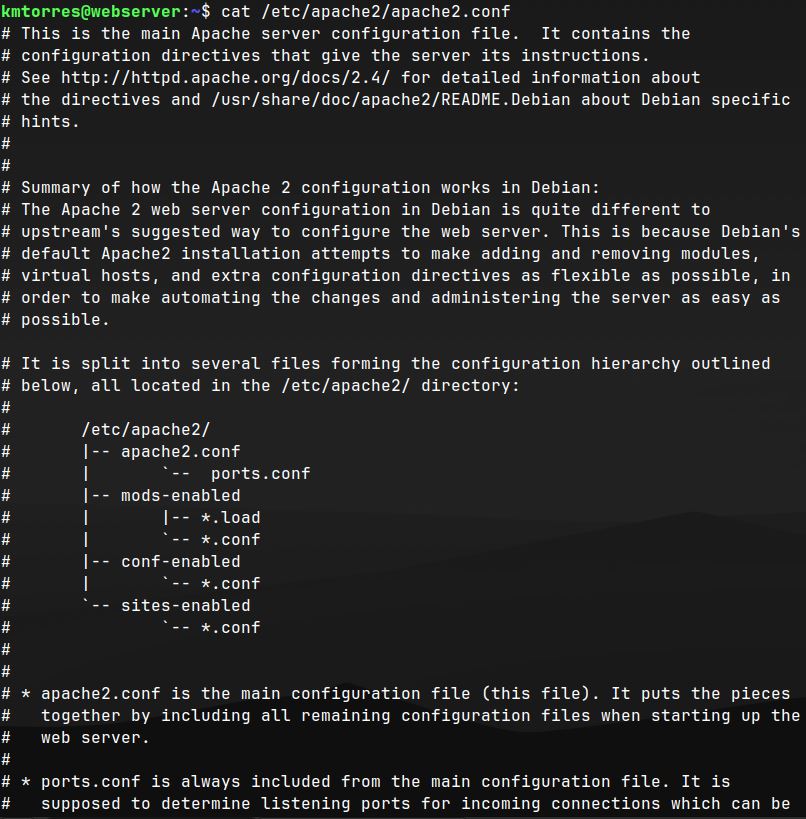 kmtorres@webserver:~$ cat /etc/apache2/apache2.conf
# This is the main Apache server configuration file.  It contains the
# configuration directives that give the server its instructions.
# See http://httpd.apache.org/docs/2.4/ for detailed information about
# the directives and /usr/share/doc/apache2/README.Debian about Debian specific
# hints.
#
#
# Summary of how the Apache 2 configuration works in Debian:
# The Apache 2 web server configuration in Debian is quite different to
# upstream's suggested way to configure the web server. This is because Debian's
# default Apache2 installation attempts to make adding and removing modules,
# virtual hosts, and extra configuration directives as flexible as possible, in
# order to make automating the changes and administering the server as easy as
# possible.

# It is split into several files forming the configuration hierarchy outlined
# below, all located in the /etc/apache2/ directory:
#
#       /etc/apache2/
#       |-- apache2.conf
#       |       `--  ports.conf
#       |-- mods-enabled
#       |       |-- *.load
#       |       `-- *.conf
#       |-- conf-enabled
#       |       `-- *.conf
#       `-- sites-enabled
#               `-- *.conf
#
#
# * apache2.conf is the main configuration file (this file). It puts the pieces
#   together by including all remaining configuration files when starting up the
#   web server.
#
# * ports.conf is always included from the main configuration file. It is
#   supposed to determine listening ports for incoming connections which can be